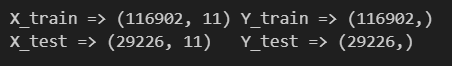 X_train => (116902, 11) Y_train => (116902,)
X_test => (29226, 11)   Y_test => (29226,)